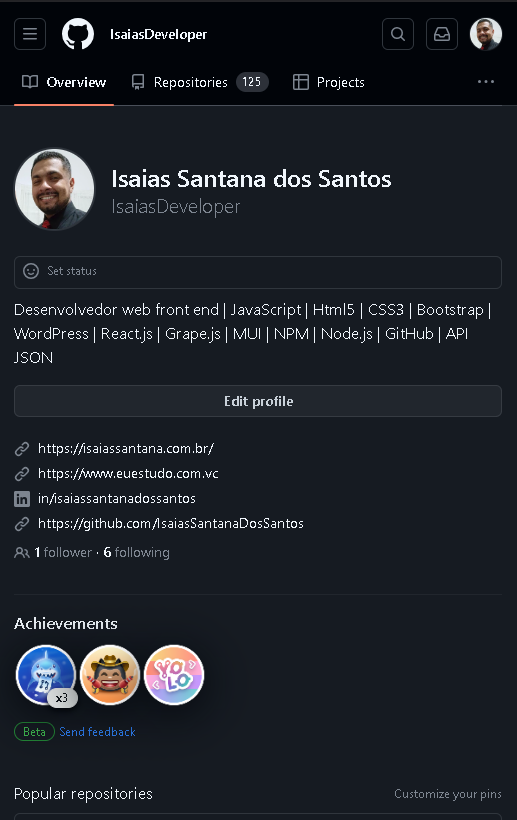 IsaiasDeveloper
Overview
Repositories 125
Projects
Isaias Santana dos Santos
IsaiasDeveloper
Set status
Desenvolvedor web front end | JavaScript | Html5 | CSS3 | Bootstrap |
WordPress | React.js | Grape.js | MUI | NPM | Node.js | GitHub | API
JSON
Edit profile
https://isaiassantana.com.br/
https://www.euestudo.com.vc
in/isaiassantanadossantos
https://github.com/IsaiasSantanaDosSantos
1 follower · 6 following
Achievements
x3
YOLO
Beta Send feedback
Popular repositories
Customize your pins